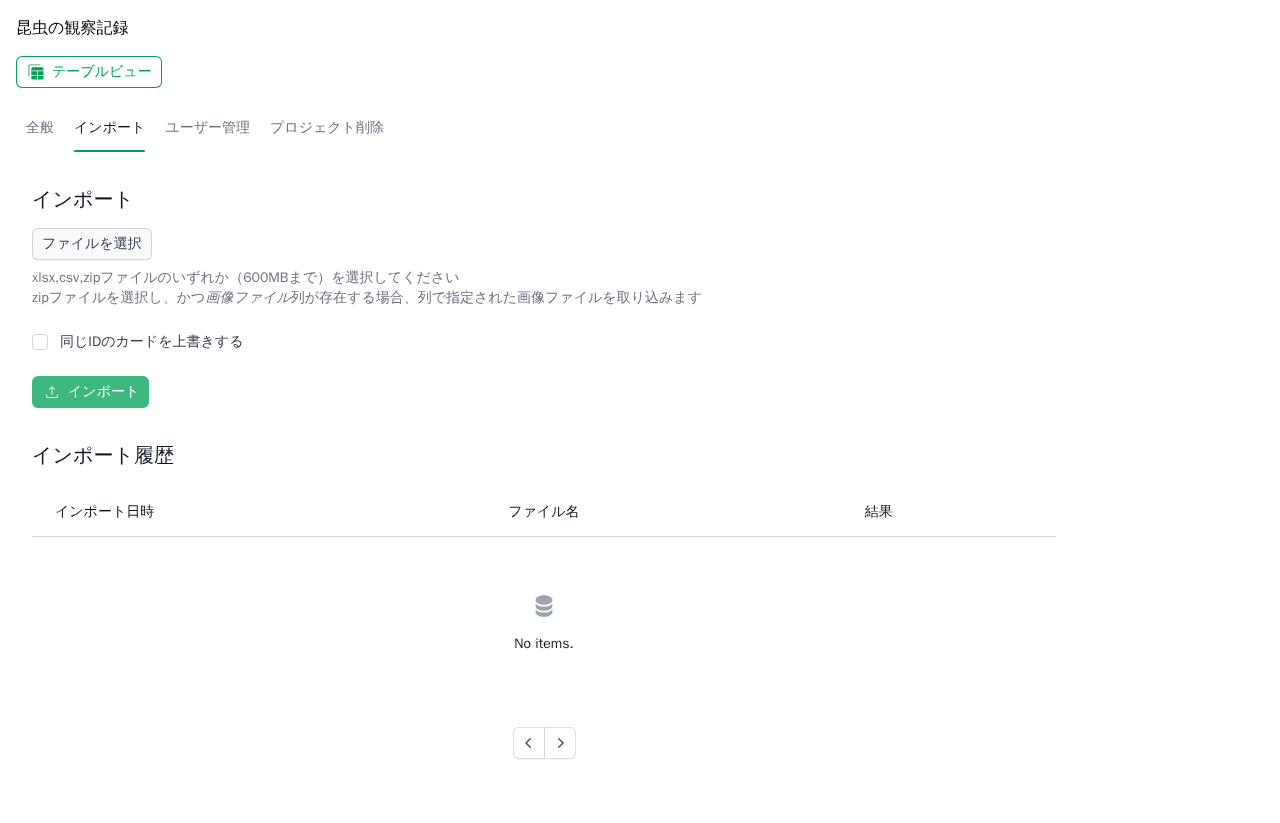 昆虫の観察記録
テーブルビュー
全般 インポート ユーザー管理 プロジェクト削除
インポート
ファイルを選択
xlsx,csv,zipファイルのいずれか（600MBまで）を選択してください
zipファイルを選択し、かつ画像ファイル列が存在する場合、列で指定された画像ファイルを取り込みます
同じIDのカードを上書きする
インポート
インポート履歴
インポート日時 ファイル名 結果
No items.